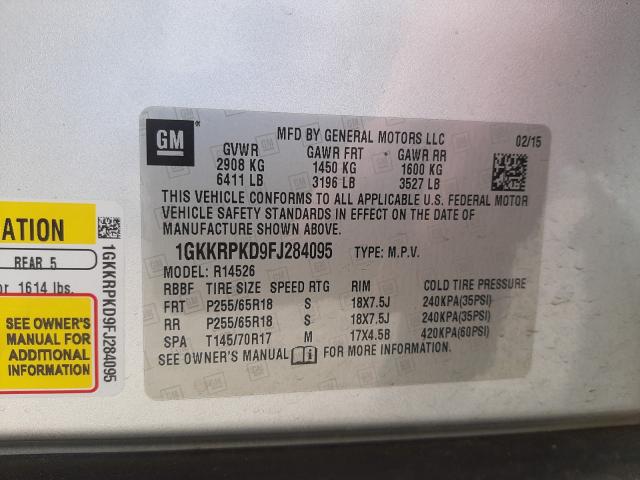 GM
MFD BY GENERAL MOTORS LLC 02/15
GVWR GAWR FRT GAWR RR
2908 KG 1450 KG 1600 KG
6411 LB 3196 LB 3527 LB
THIS VEHICLE CONFORMS TO ALL APPLICABLE U.S. FEDERAL MOTOR
VEHICLE SAFETY STANDARDS IN EFFECT ON THE DATE OF
MANUFACTURE SHOWN ABOVE.
1GKKRPKD9FJ284095 TYPE: M.P.V.
MODEL: R14526
RBBF TIRE SIZE SPEED RTG RIM COLD TIRE PRESSURE
FRT P255/65R18 S 18X7.5J 240KPA(35PSI)
RR P255/65R18 S 18X7.5J 240KPA(35PSI)
SPA T145/70R17 M 17X4.5B 420KPA(60PSI)
SEE OWNER'S MANUAL FOR MORE INFORMATION.
ATION
REAR 5
or 1614 lbs.
SEE OWNER'S
MANUAL FOR
ADDITIONAL
INFORMATION
1GKKRPKD9FJ284095